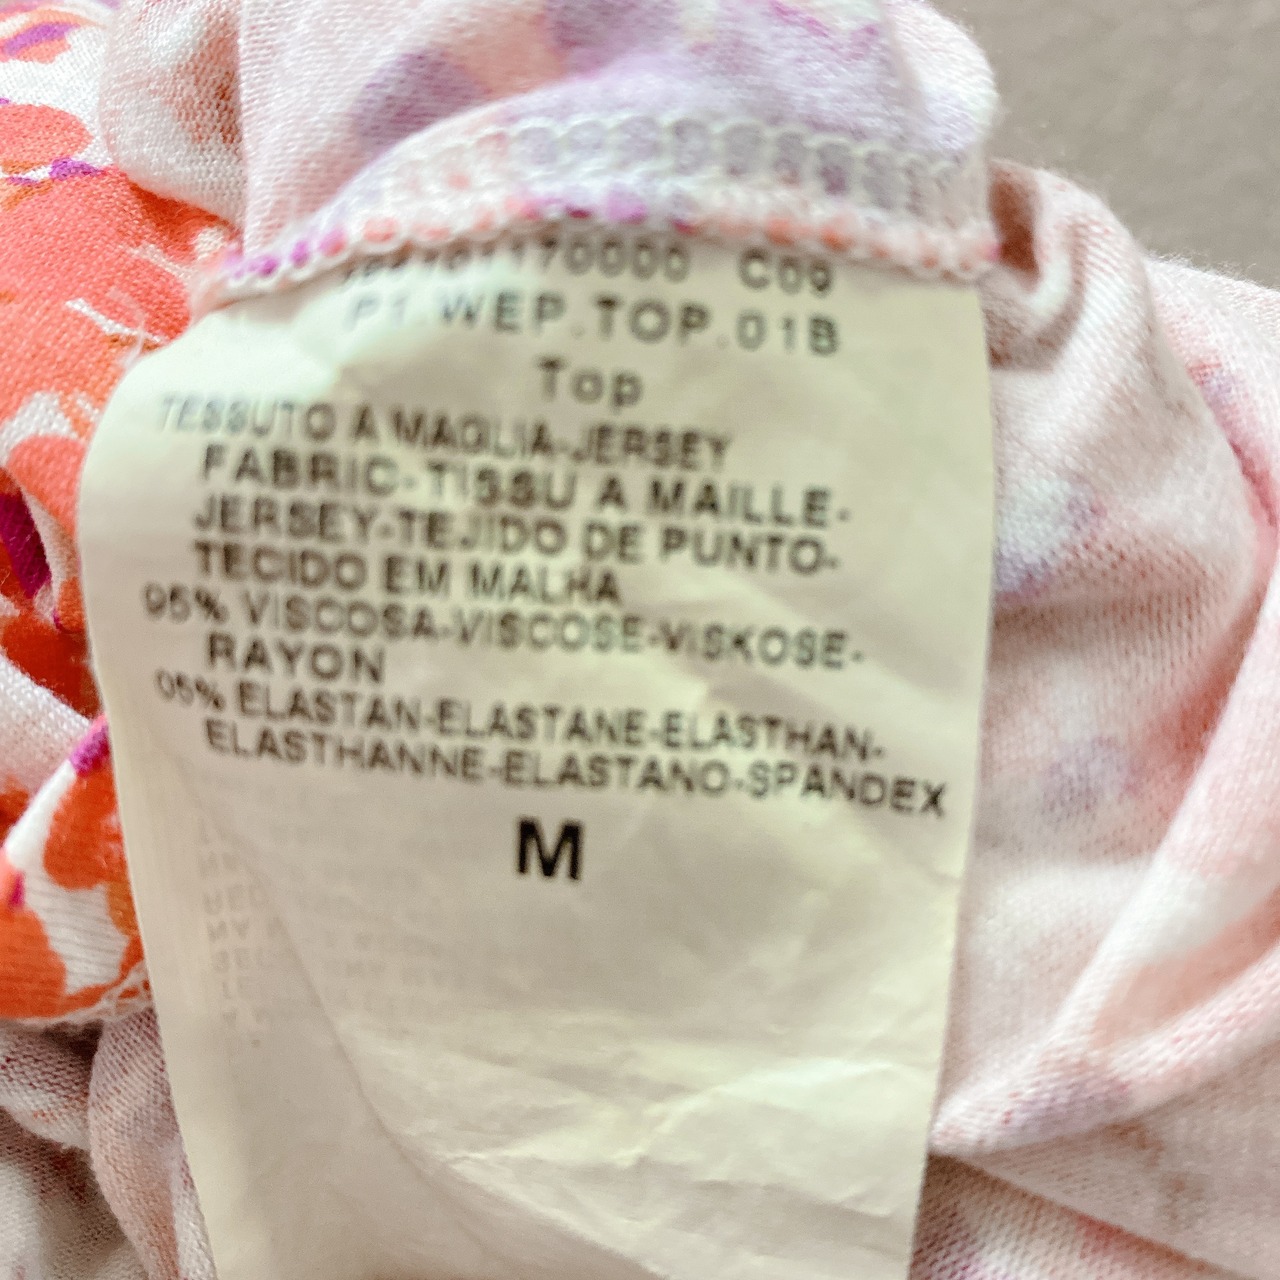 170000 C09
P1.WEP.TOP.01B
Top
TESSUTO A MAGLIA-JERSEY
FABRIC-TISSU A MAILLE-
JERSEY-TEJIDO DE PUNTO-
TECIDO EM MALHA
95% VISCOSA-VISCOSE-VISKOSE-
RAYON
05% ELASTAN-ELASTANE-ELASTHAN-
ELASTHANNE-ELASTANO-SPANDEX
M